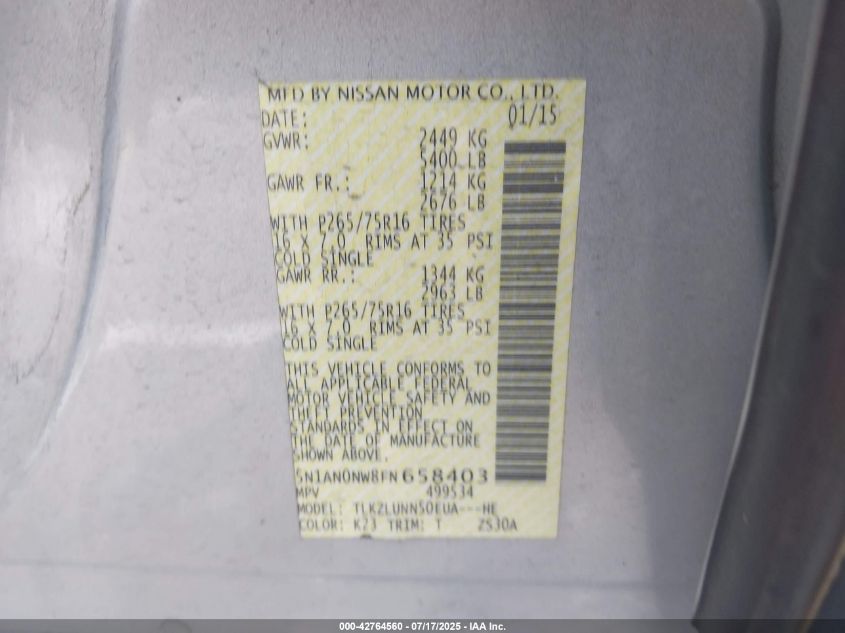 MFD BY NISSAN MOTOR CO., LTD.
DATE: 01/15
GVWR: 2449 KG
5400 LB
GAWR FR.: 1214 KG
2676 LB
WITH P265/75R16 TIRES
16 X 7.0 RIMS AT 35 PSI
COLD SINGLE
GAWR RR.: 1344 KG
2963 LB
WITH P265/75R16 TIRES
16 X 7.0 RIMS AT 35 PSI
COLD SINGLE
THIS VEHICLE CONFORMS TO
ALL APPLICABLE FEDERAL
MOTOR VEHICLE SAFETY AND
THEFT PREVENTION
STANDARDS IN EFFECT ON
THE DATE OF MANUFACTURE
SHOWN ABOVE.
5N1AN0NW8FN658403
MPV 499534
MODEL: TLKZLUNN50EUA---HE
COLOR: K23 TRIM: T ZS30A
000-42764560 - 07/17/2025 - IAA Inc.